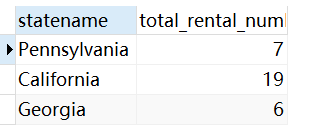 statename total_rental_num
Pennsylvania 7
California 19
Georgia 6